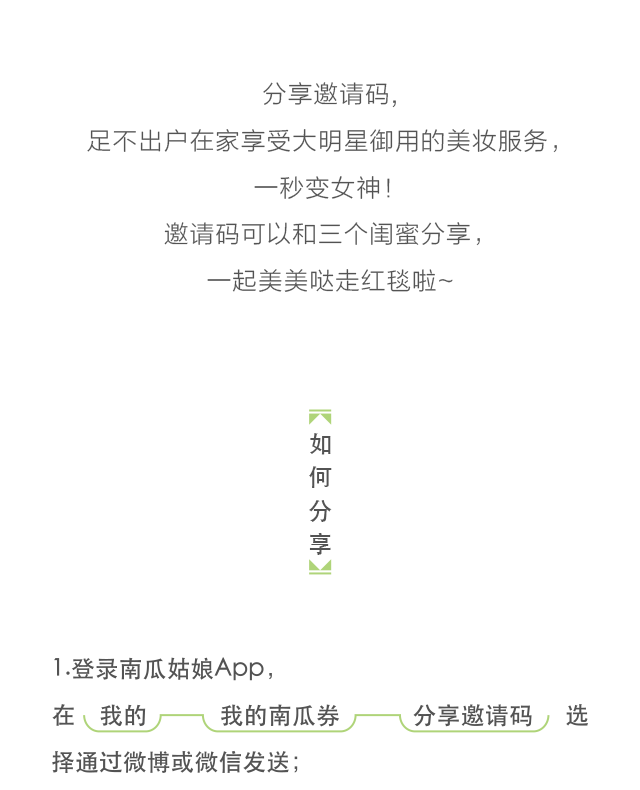 分享邀请码，
足不出户在家享受大明星御用的美妆服务，
一秒变女神！
邀请码可以和三个闺蜜分享，
一起美美哒走红毯啦~
如何分享
1.登录南瓜姑娘App，
在 我的 我的南瓜券 分享邀请码 选
择通过微博或微信发送；